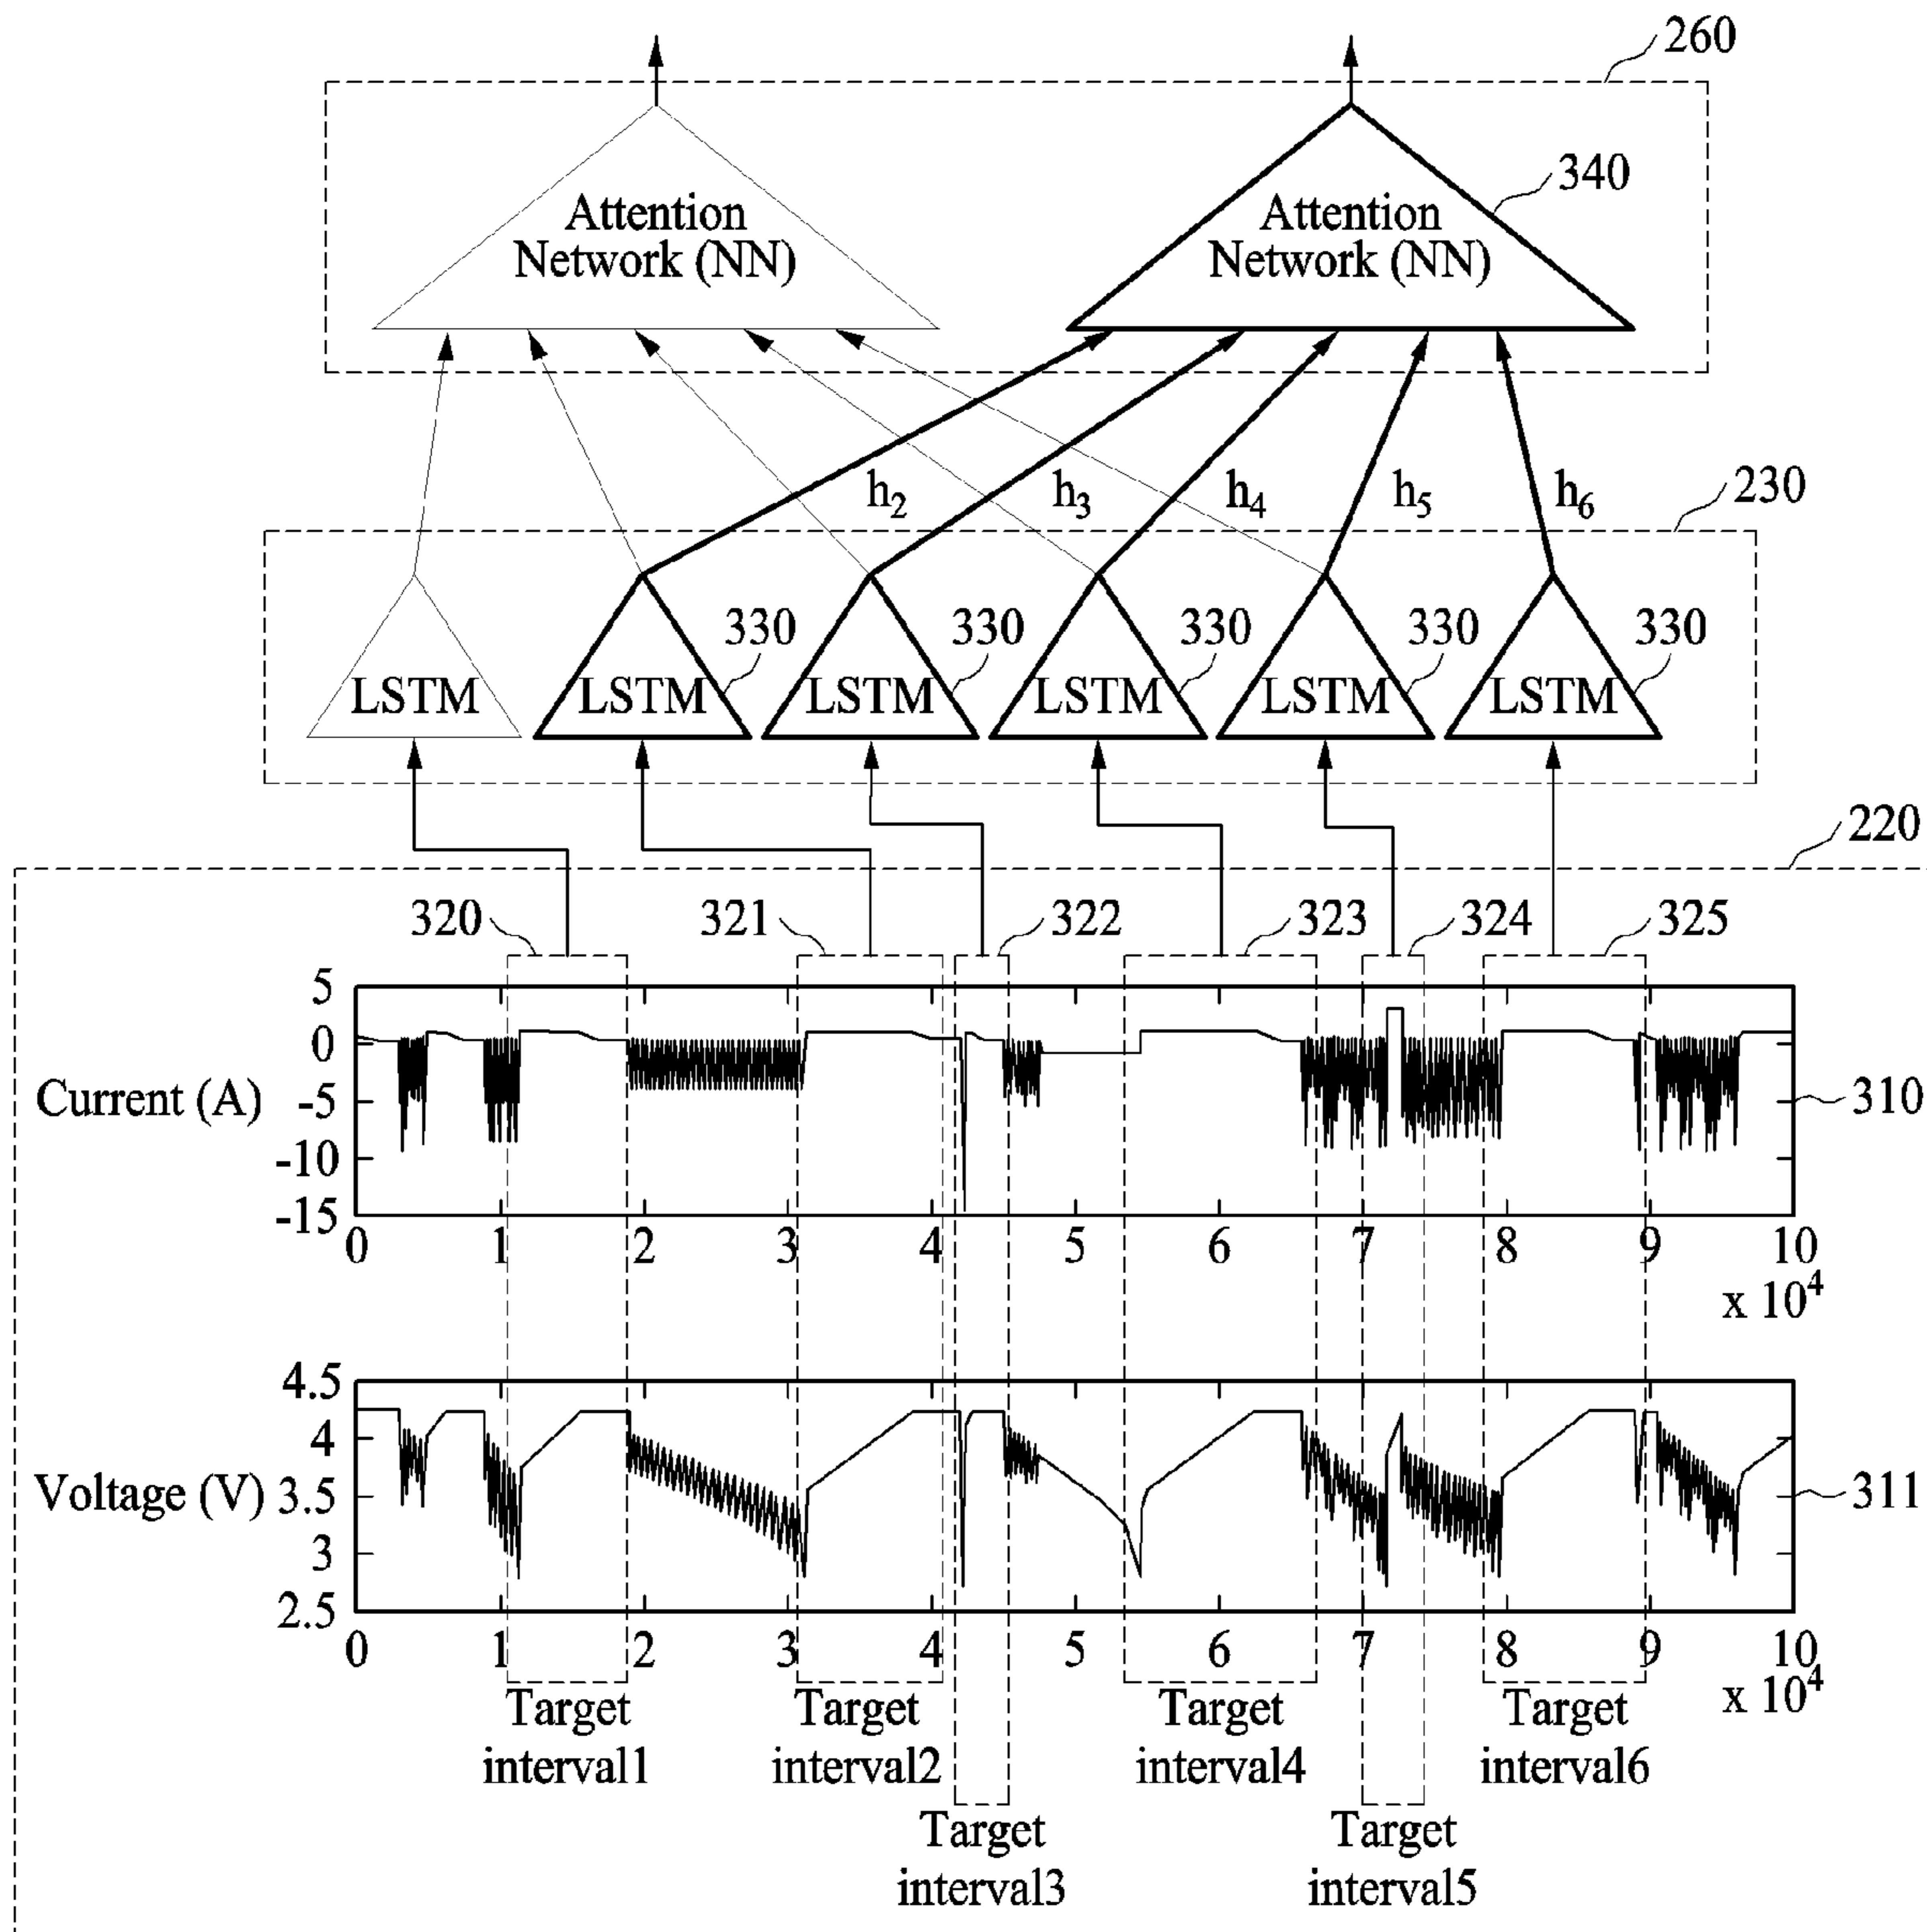 260
340
Attention
Network (NN)
Attention
Network (NN)
h2
h3
h4
h5
h6
230
330
330
330
330
330
LSTM
LSTM
LSTM
LSTM
LSTM
LSTM
220
320
321
322
323
324
325
5
0
-5
-10
-15
Current (A)
310
0
1
2
3
4
5
6
7
8
9
10
x 10^4
4.5
4
3.5
3
2.5
Voltage (V)
311
0
1
2
3
4
5
6
7
8
9
10
x 10^4
Target
interval1
Target
interval2
Target
interval3
Target
interval4
Target
interval5
Target
interval6